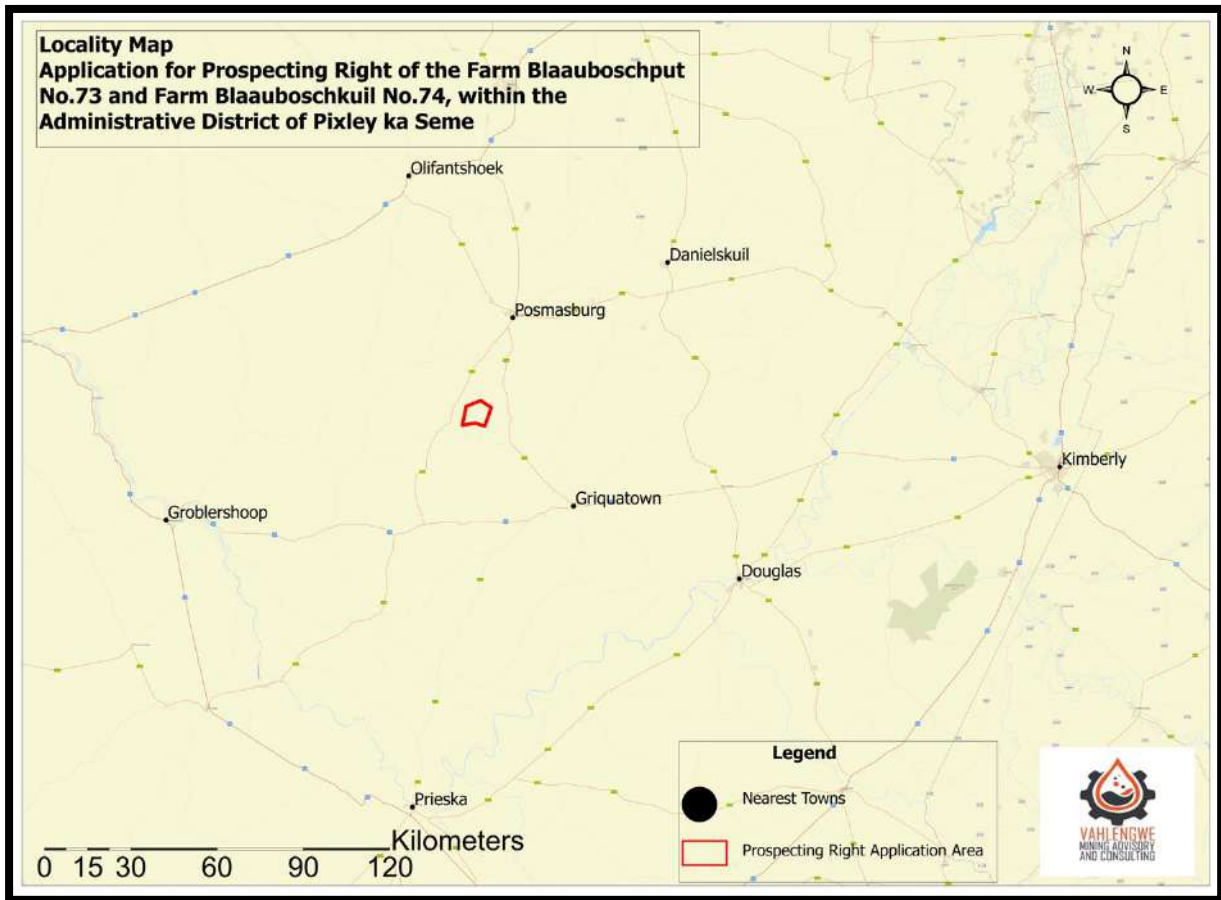 Locality Map
Application for Prospecting Right of the Farm Blaauboschput
No.73 and Farm Blaauboschkuil No.74, within the
Administrative District of Pixley ka Seme
N
W E
S
Olifantshoek
Danielskuil
Posmasburg
Kimberly
Griquatown
Groblershoop
Douglas
Prieska
Legend
Nearest Towns
Prospecting Right Application Area
Kilometers
0 15 30 60 90 120
VAHLENGWE
MINING ADVISORY
AND CONSULTING